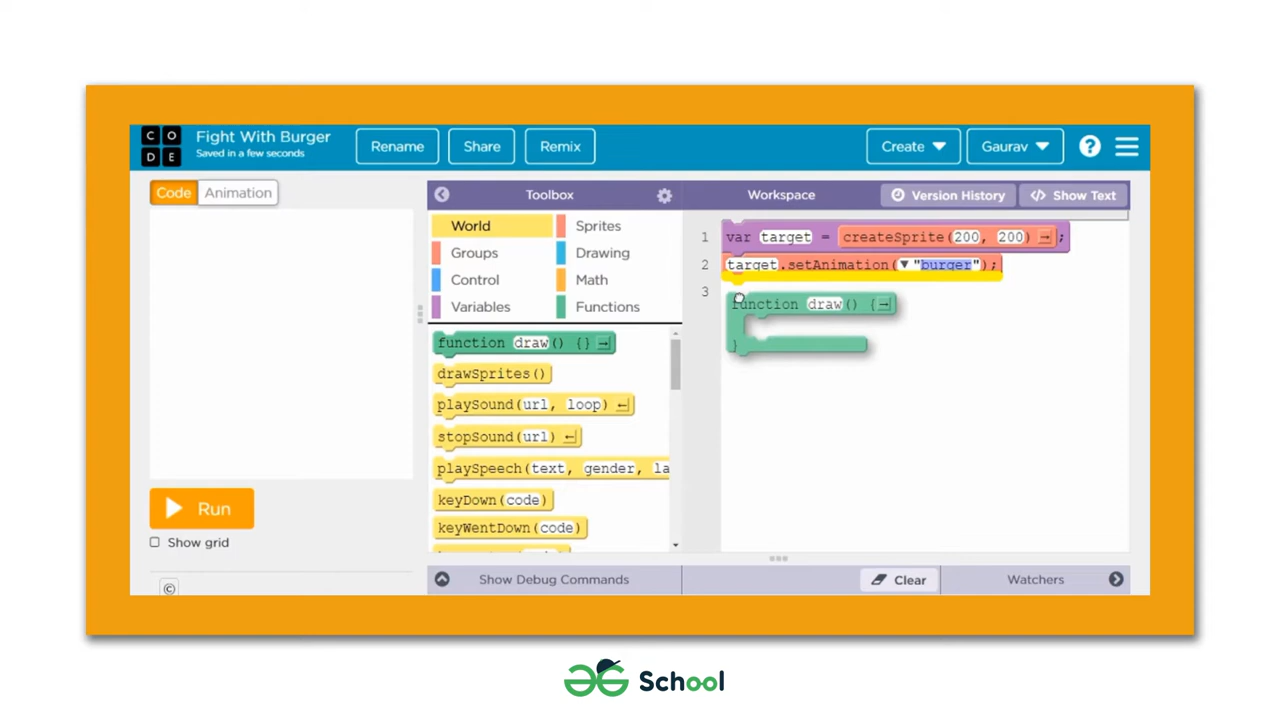 C O
D E
Fight With Burger
Saved in a few seconds
Rename
Share
Remix
Create
Gaurav
?
Code
Animation
Toolbox
Workspace
Version History
Show Text
World
Sprites
Groups
Drawing
Control
Math
Variables
Functions
function draw() {}
drawSprites()
playSound(url, loop)
stopSound(url)
playSpeech(text, gender, la
keyDown(code)
keyWentDown(code)
1 var target = createSprite(200, 200);
2 target.setAnimation("burger");
3
function draw() {
}
Run
Show grid
©
Show Debug Commands
Clear
Watchers
School